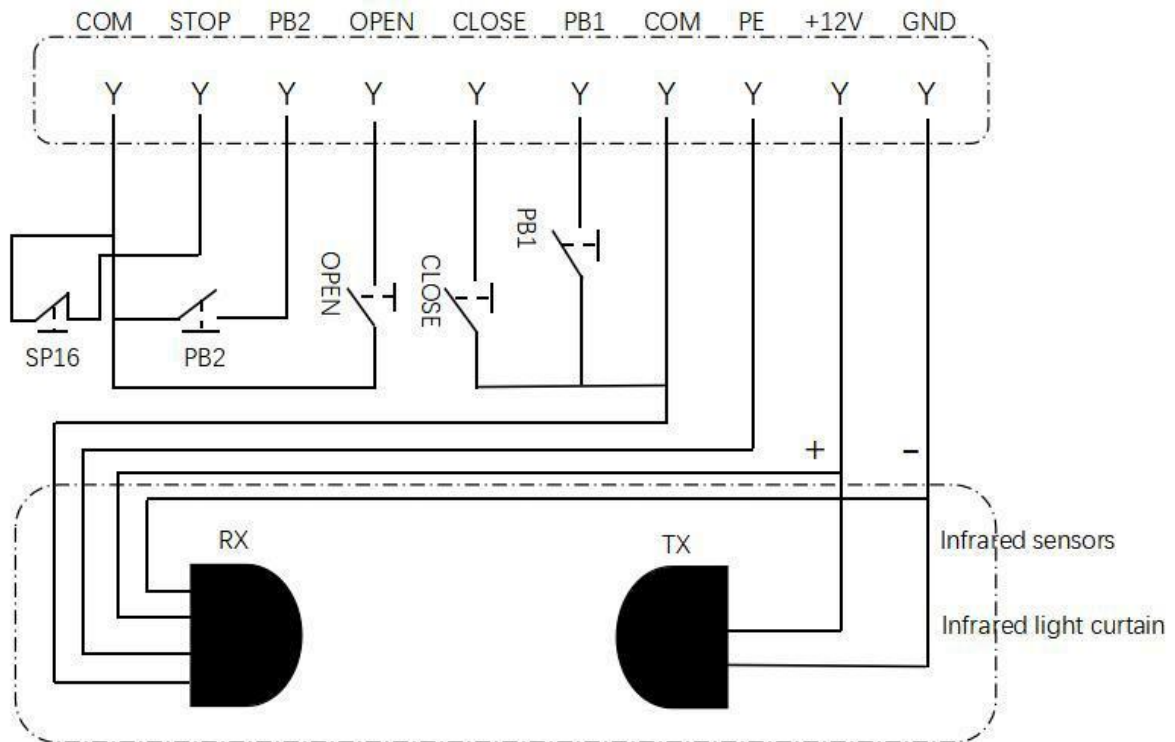 COM STOP PB2 OPEN CLOSE PB1 COM PE +12V GND
Y Y Y Y Y Y Y Y Y Y
PB1
OPEN
CLOSE
SP16
PB2
+ -
RX
TX
Infrared sensors
Infrared light curtain